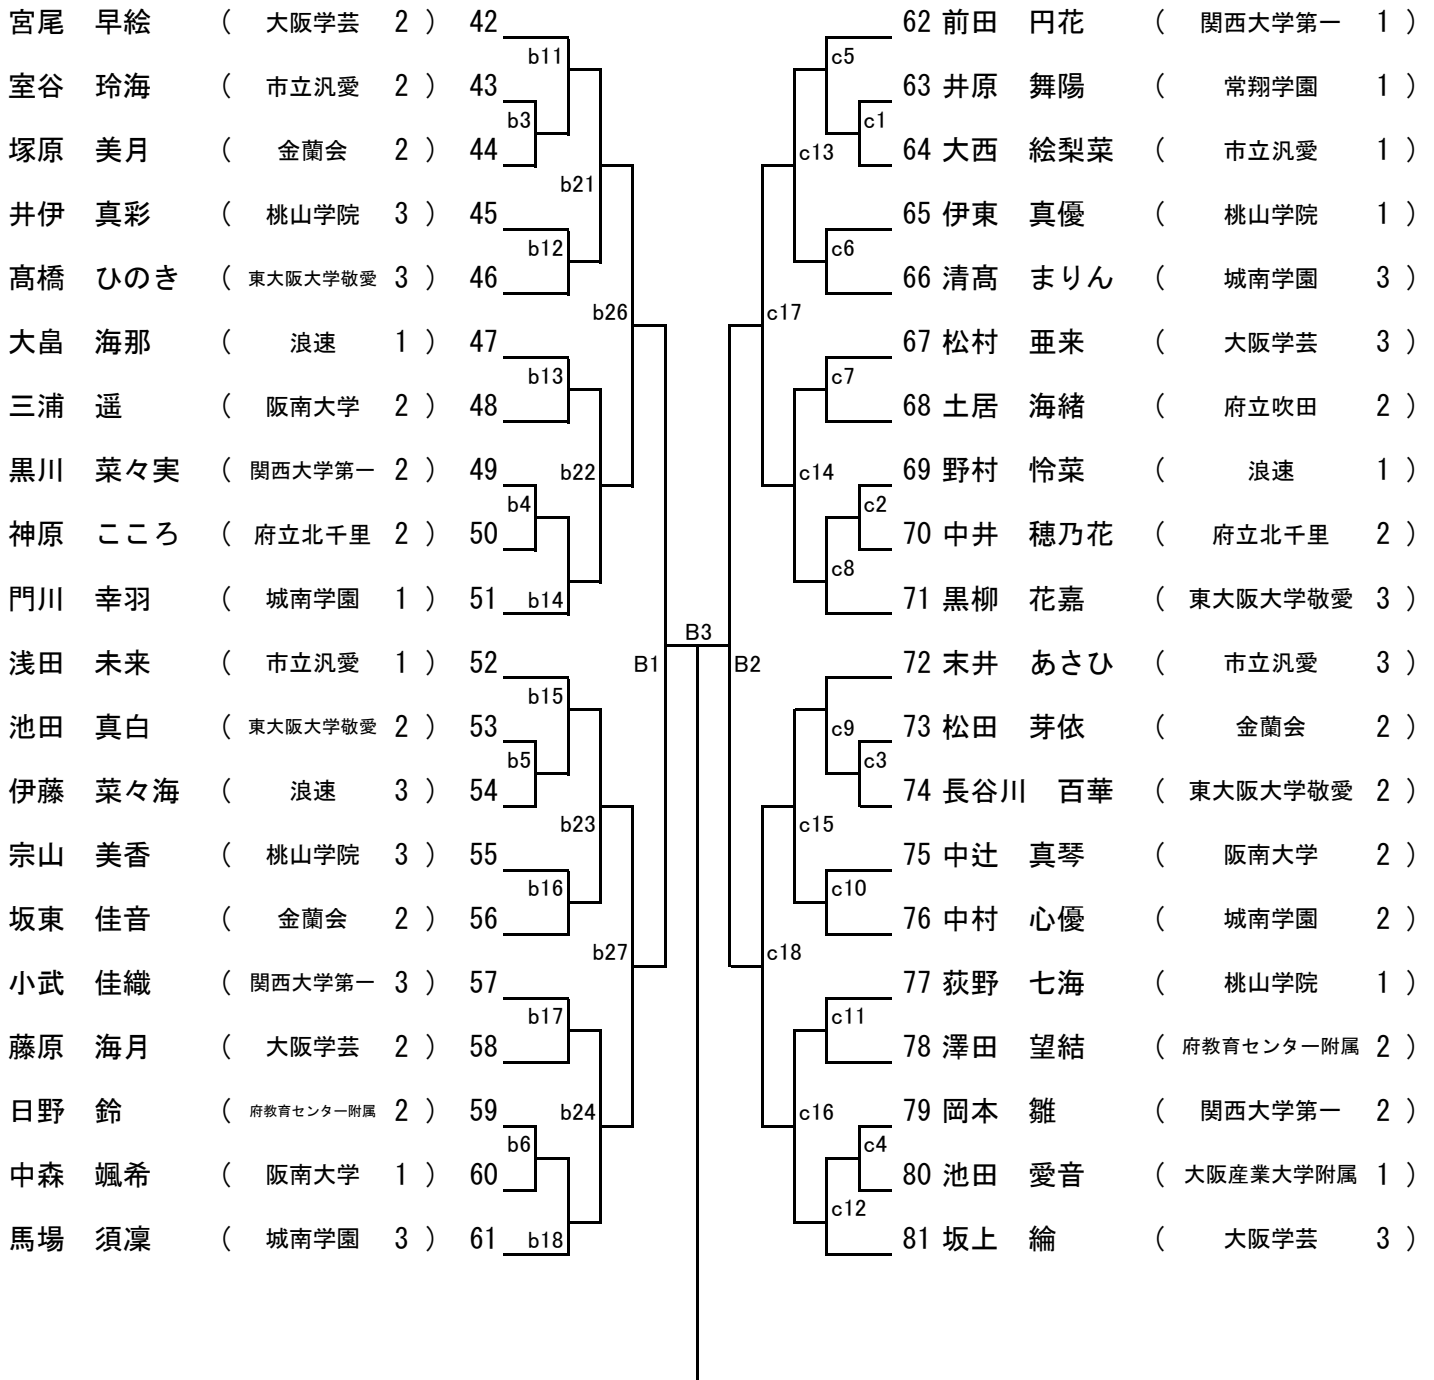 宮尾 早絵 ( 大阪学芸 2 ) 42
室谷 玲海 ( 市立汎愛 2 ) 43
塚原 美月 ( 金蘭会 2 ) 44
井伊 真彩 ( 桃山学院 3 ) 45
髙橋 ひのき ( 東大阪大学敬愛 3 ) 46
大畠 海那 ( 浪速 1 ) 47
三浦 遥 ( 阪南大学 2 ) 48
黒川 菜々実 ( 関西大学第一 2 ) 49
神原 こころ ( 府立北千里 2 ) 50
門川 幸羽 ( 城南学園 1 ) 51
浅田 未来 ( 市立汎愛 1 ) 52
池田 真白 ( 東大阪大学敬愛 2 ) 53
伊藤 菜々海 ( 浪速 3 ) 54
宗山 美香 ( 桃山学院 3 ) 55
坂東 佳音 ( 金蘭会 2 ) 56
小武 佳織 ( 関西大学第一 3 ) 57
藤原 海月 ( 大阪学芸 2 ) 58
日野 鈴 ( 府教育センター附属 2 ) 59
中森 颯希 ( 阪南大学 1 ) 60
馬場 須凜 ( 城南学園 3 ) 61
b11
b3
b21
b12
b26
b13
b22
b4
b14
B1
b15
b5
b23
b16
b27
b17
b24
b6
b18
B3
B2
c5
c1
c13
c6
c17
c7
c14
c2
c8
c9
c3
c15
c10
c18
c11
c16
c4
c12
62 前田 円花 ( 関西大学第一 1 )
63 井原 舞陽 ( 常翔学園 1 )
64 大西 絵梨菜 ( 市立汎愛 1 )
65 伊東 真優 ( 桃山学院 1 )
66 清髙 まりん ( 城南学園 3 )
67 松村 亜来 ( 大阪学芸 3 )
68 土居 海緒 ( 府立吹田 2 )
69 野村 怜菜 ( 浪速 1 )
70 中井 穂乃花 ( 府立北千里 2 )
71 黒柳 花嘉 ( 東大阪大学敬愛 3 )
72 末井 あさひ ( 市立汎愛 3 )
73 松田 芽依 ( 金蘭会 2 )
74 長谷川 百華 ( 東大阪大学敬愛 2 )
75 中辻 真琴 ( 阪南大学 2 )
76 中村 心優 ( 城南学園 2 )
77 荻野 七海 ( 桃山学院 1 )
78 澤田 望結 ( 府教育センター附属 2 )
79 岡本 雛 ( 関西大学第一 2 )
80 池田 愛音 ( 大阪産業大学附属 1 )
81 坂上 綸 ( 大阪学芸 3 )